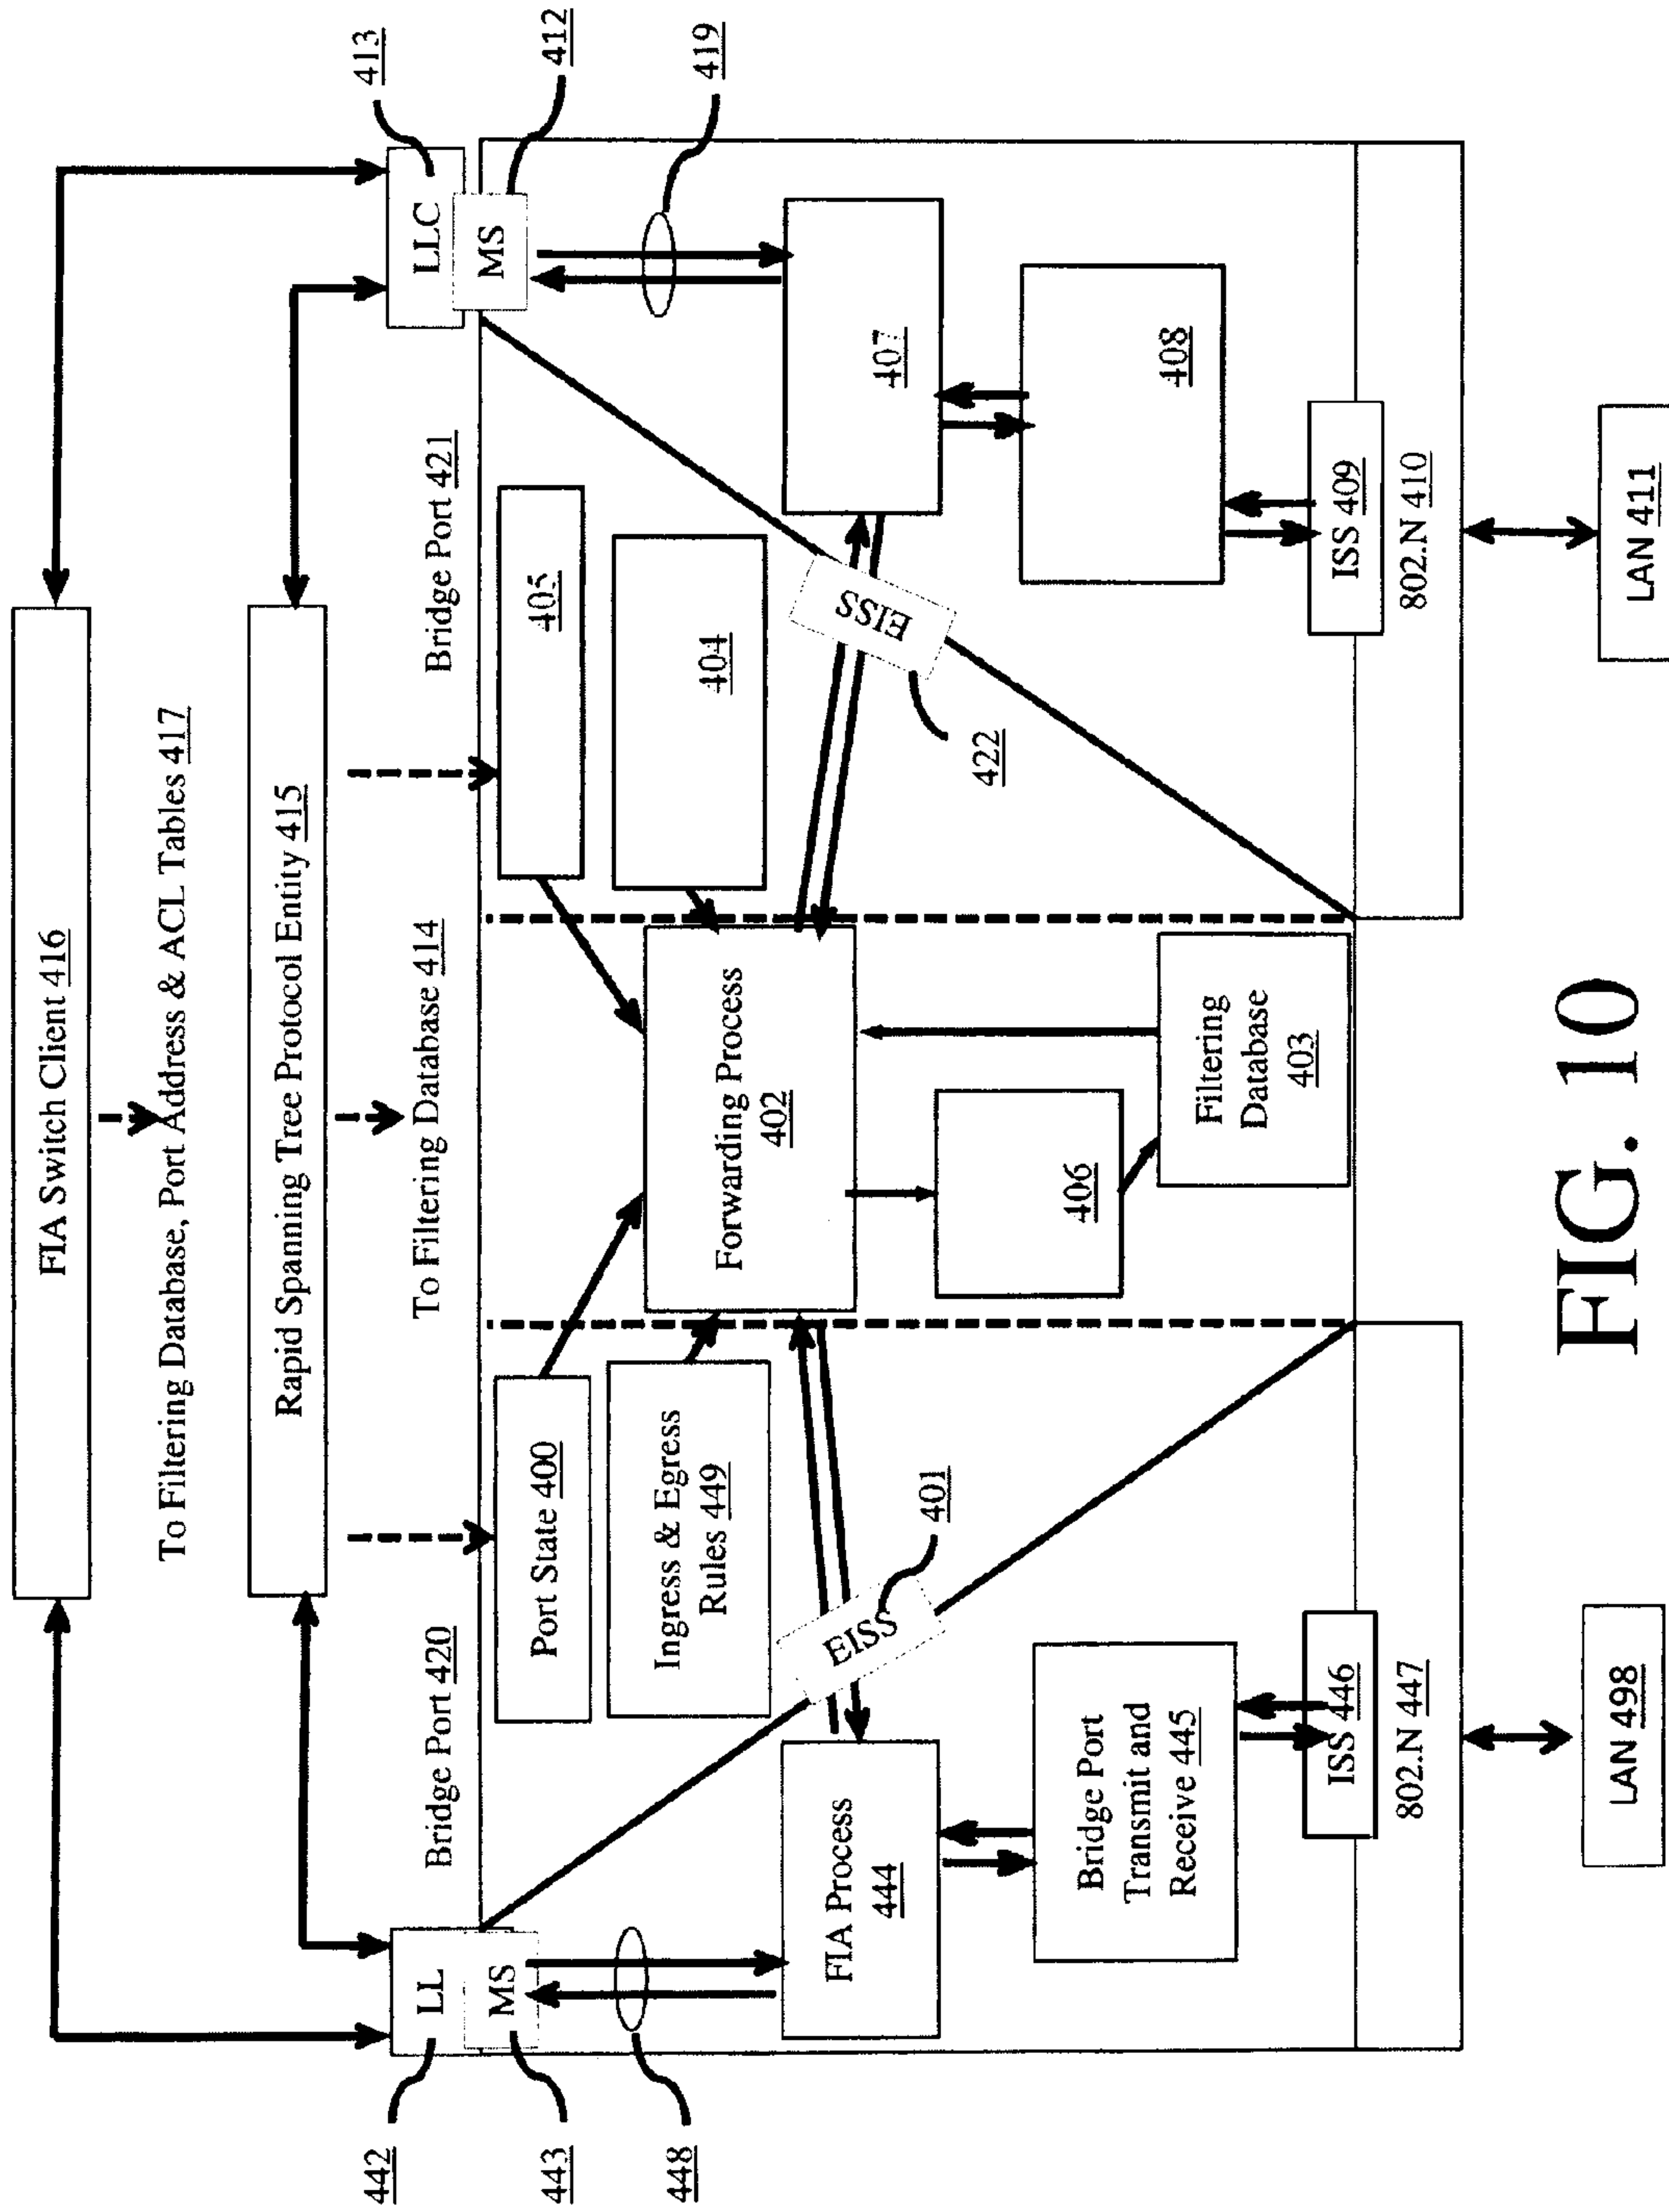 FIA Switch Client 416
To Filtering Database, Port Address & ACL Tables 417
Rapid Spanning Tree Protocol Entity 415
Bridge Port 420
To Filtering Database 414
Bridge Port 421
442
LL
443
MS
448
LLC
413
MS
412
419
Port State 400
405
Ingress & Egress
Rules 449
404
Forwarding Process
402
EISS
401
EISS
422
FIA Process
444
407
Bridge Port
Transmit and
Receive 445
406
408
Filtering
Database
403
ISS 446
ISS 409
802.N 447
802.N 410
LAN 498
LAN 411
FIG. 10